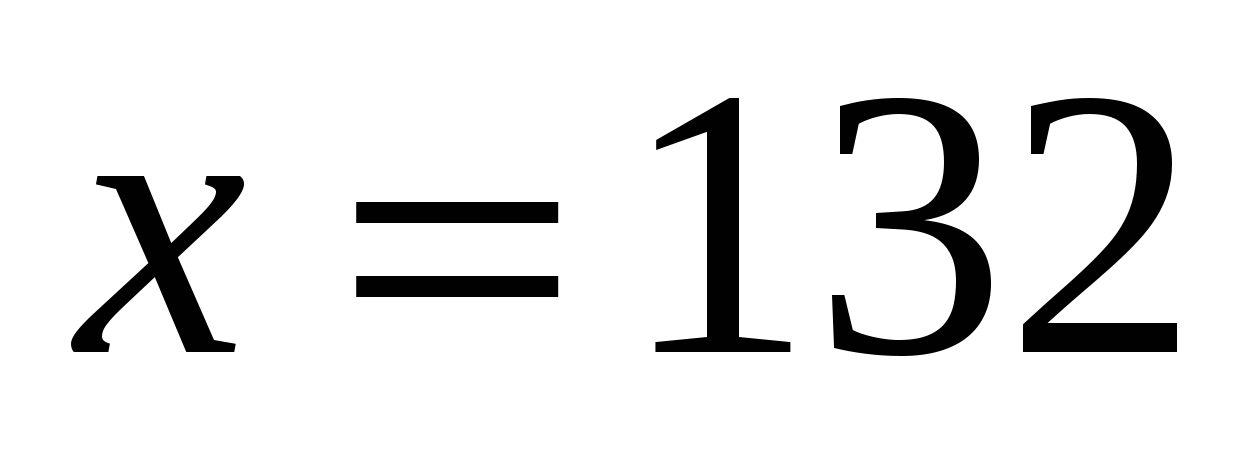 x = 132